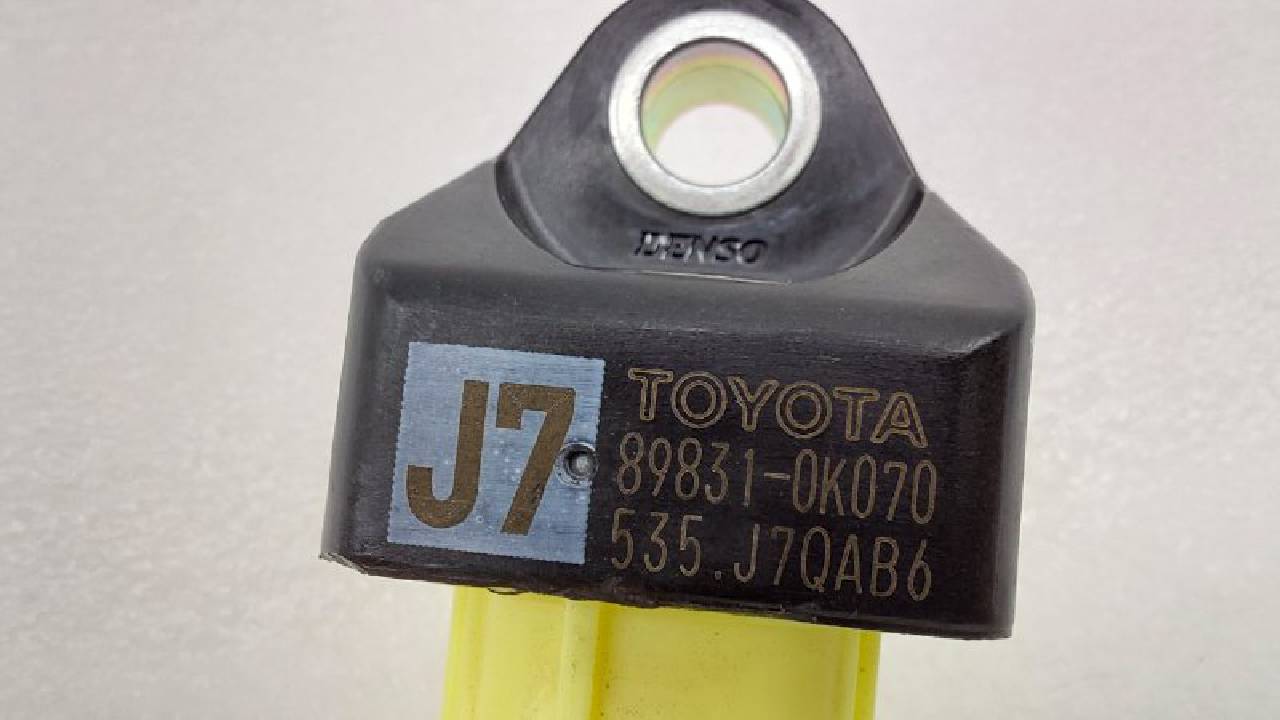 DENSO
J7
TOYOTA
89831-0K070
535.J7QAB6